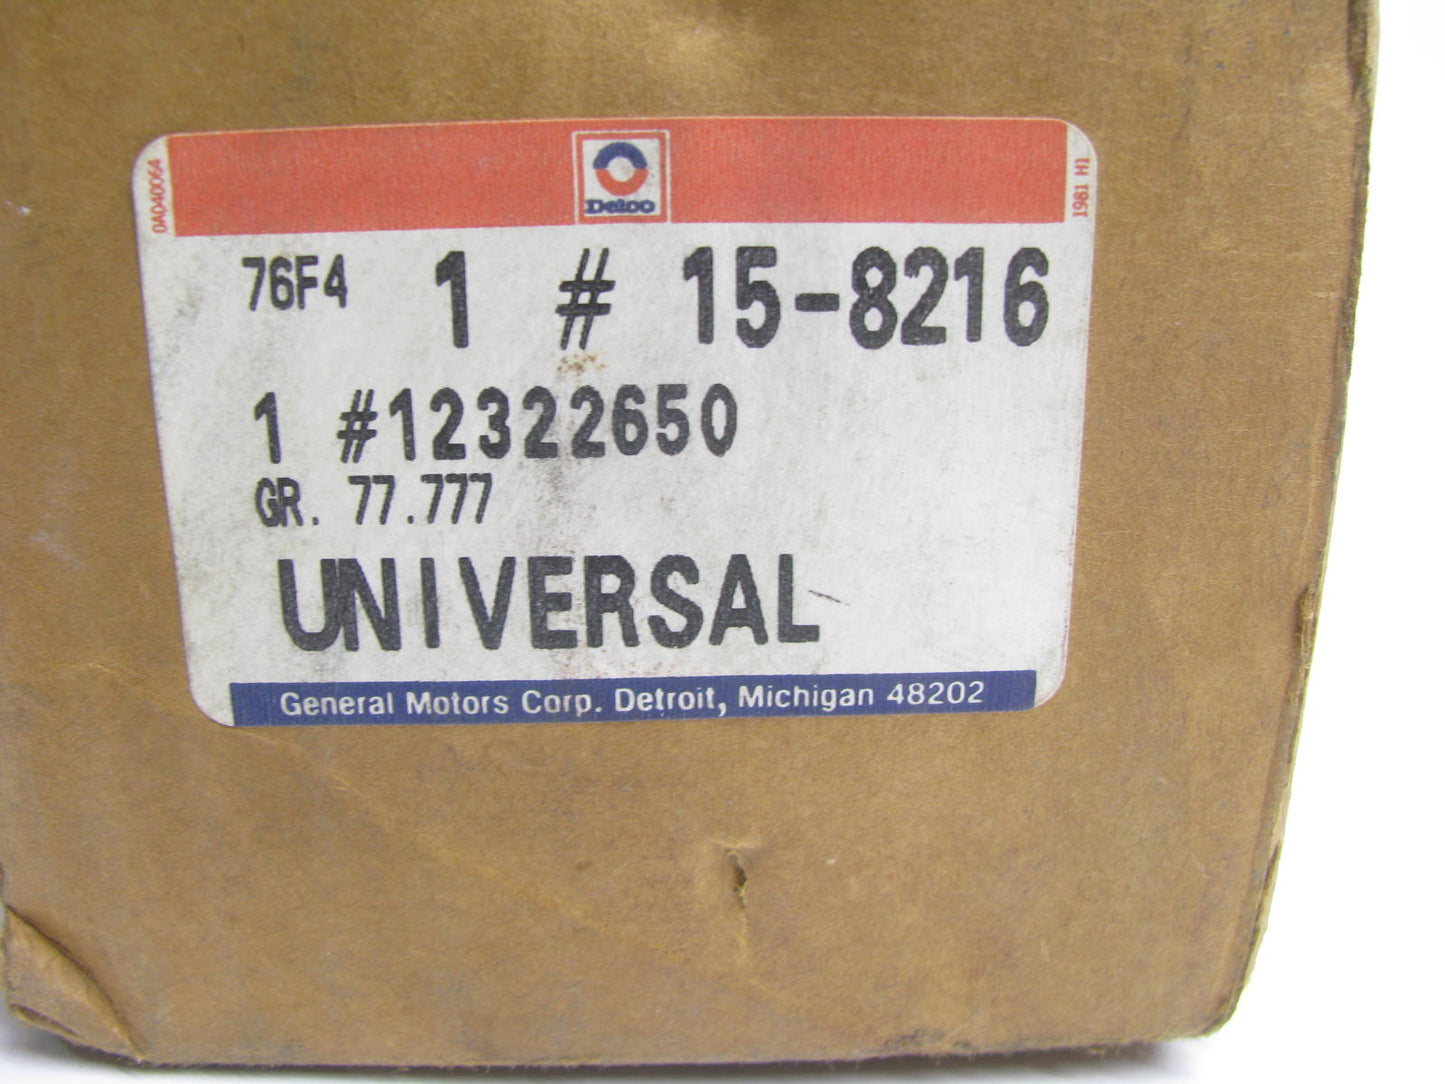 0A040064
Delco
1981 H1
76F4 1 # 15-8216
1 #12322650
GR. 77.777
UNIVERSAL
General Motors Corp. Detroit, Michigan 48202